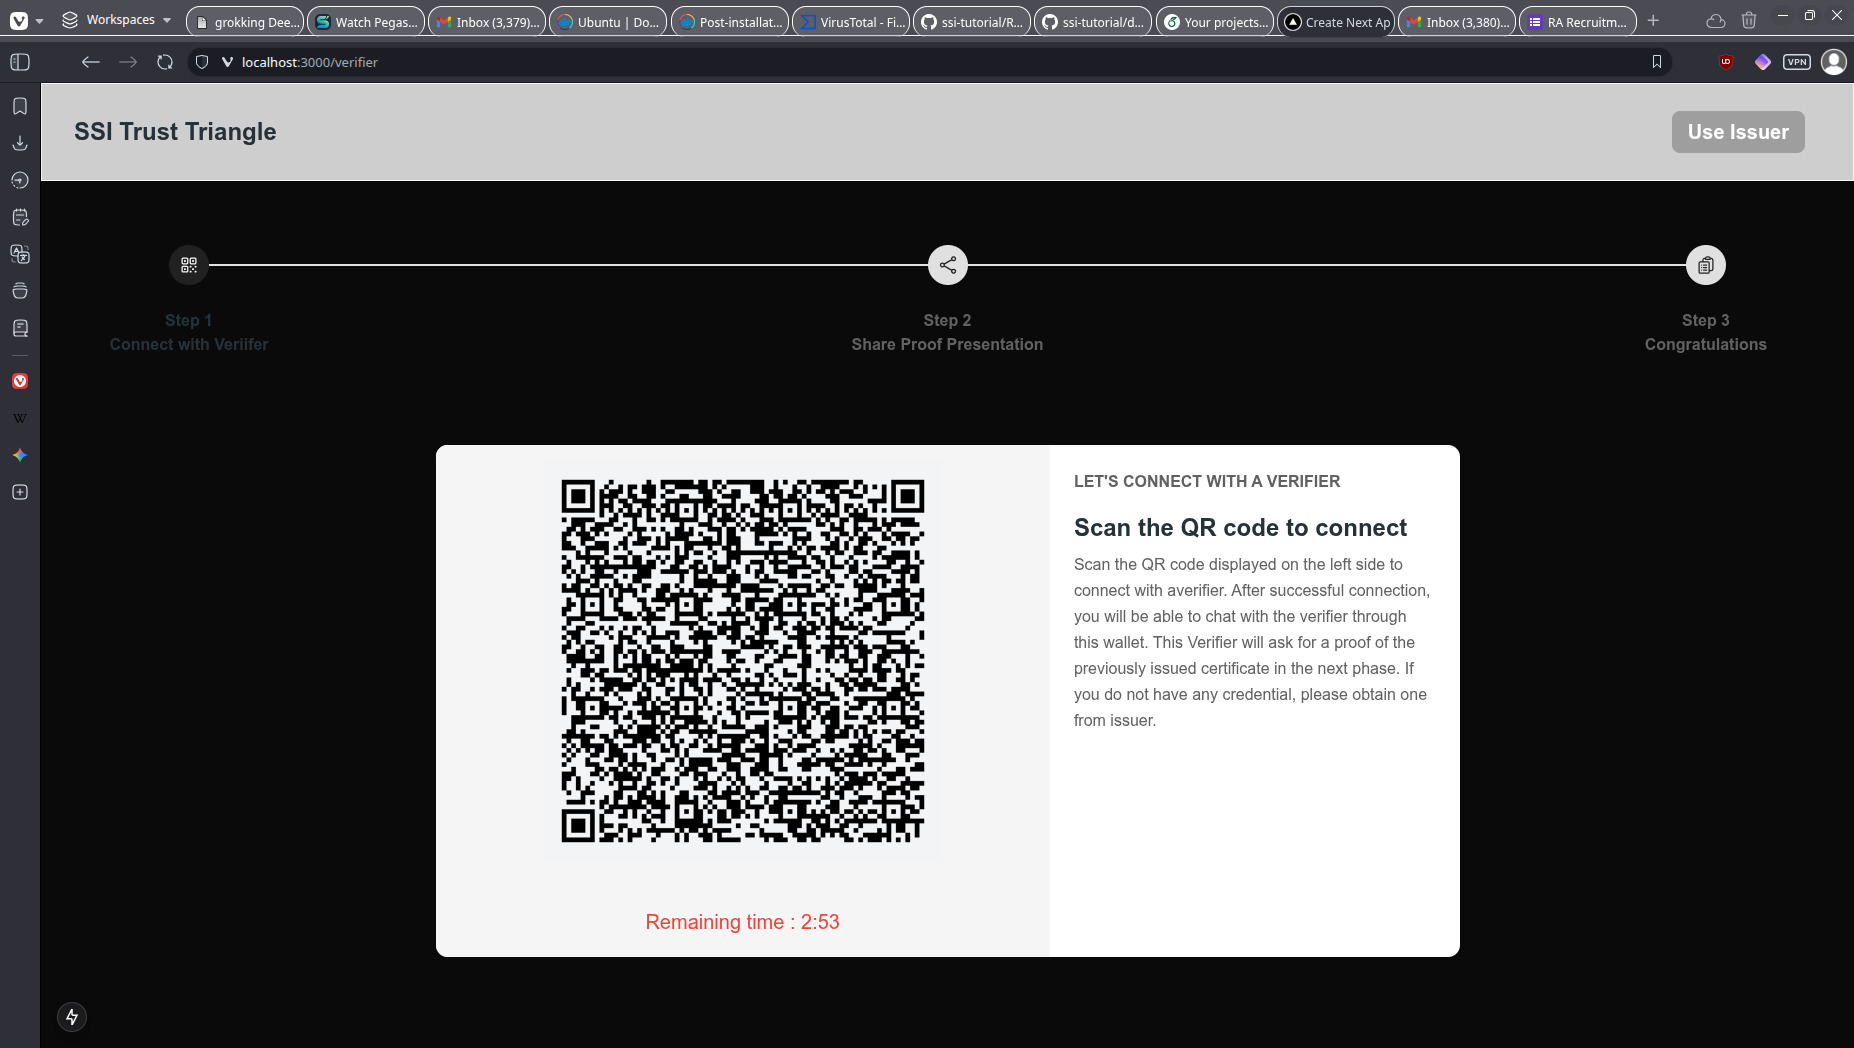 Workspaces
grokking Dee...
Watch Pegas...
Inbox (3,379)...
Ubuntu | Do...
Post-installat...
VirusTotal - Fi...
ssi-tutorial/R...
ssi-tutorial/d...
Your projects...
Create Next Ap
Inbox (3,380)...
RA Recruitm...
localhost:3000/verifier
VPN
SSI Trust Triangle
Use Issuer
Step 1
Connect with Veriifer
Step 2
Share Proof Presentation
Step 3
Congratulations
LET'S CONNECT WITH A VERIFIER
Scan the QR code to connect
Scan the QR code displayed on the left side to
connect with averifier. After successful connection,
you will be able to chat with the verifier through
this wallet. This Verifier will ask for a proof of the
previously issued certificate in the next phase. If
you do not have any credential, please obtain one
from issuer.
Remaining time : 2:53